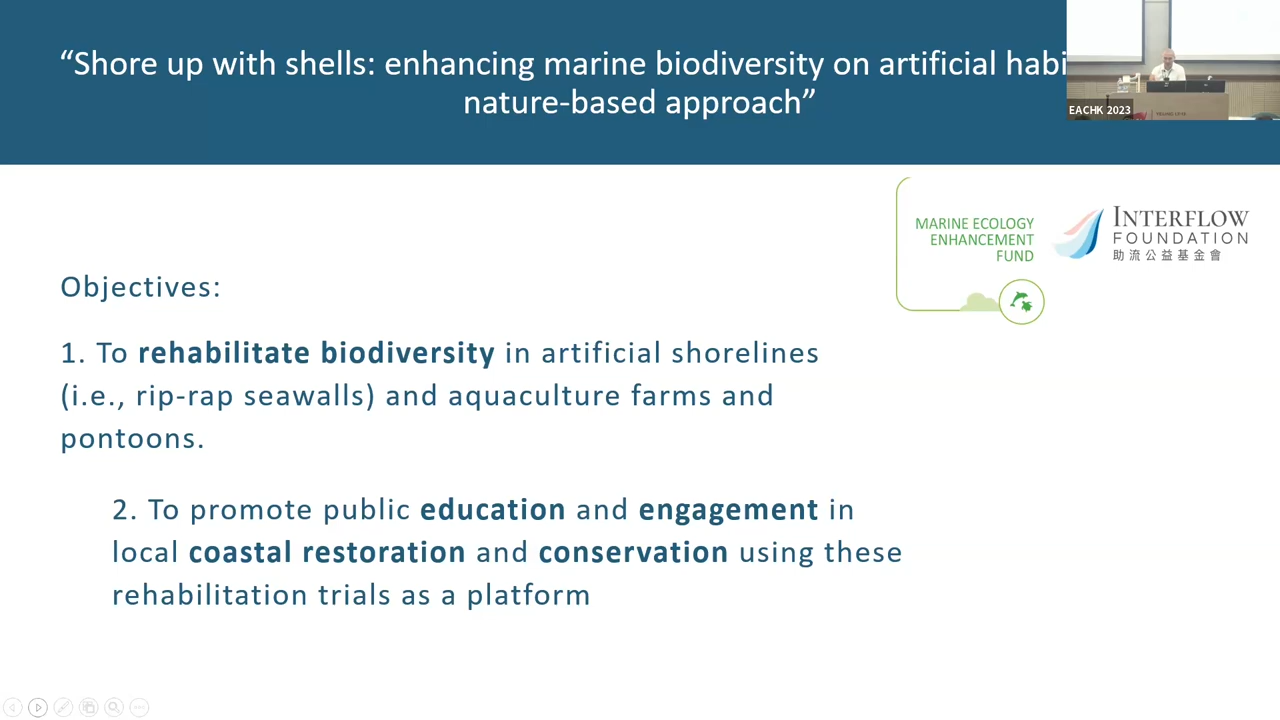 “Shore up with shells: enhancing marine biodiversity on artificial
nature-based approach”
EACHK 2023
MARINE ECOLOGY
ENHANCEMENT
FUND
INTERFLOW
FOUNDATION
助流公益基金會
Objectives:
1. To rehabilitate biodiversity in artificial shorelines
(i.e., rip-rap seawalls) and aquaculture farms and
pontoons.
2. To promote public education and engagement in
local coastal restoration and conservation using these
rehabilitation trials as a platform